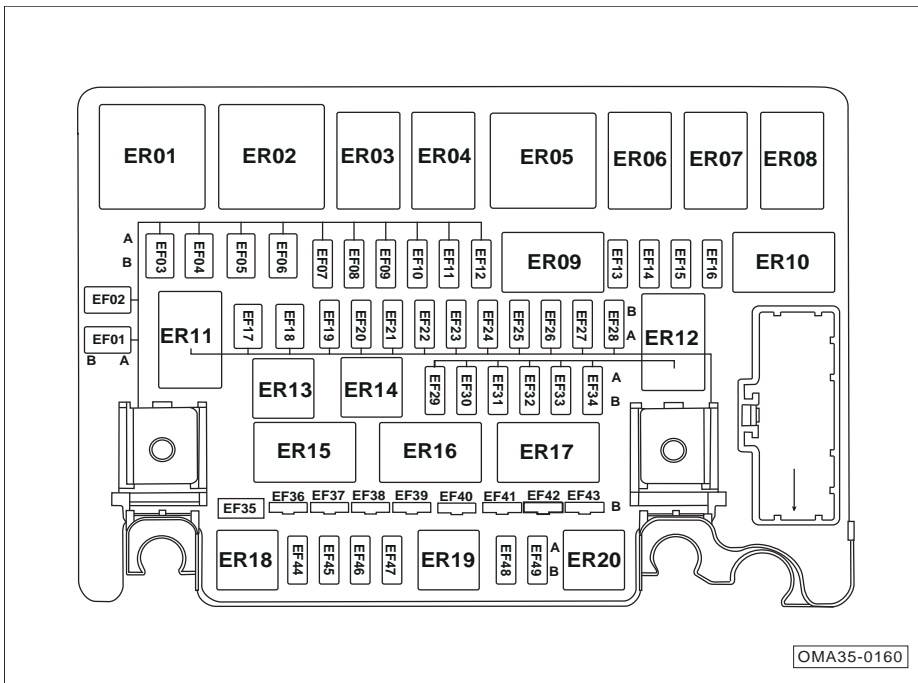 ER01 ER02 ER03 ER04 ER05 ER06 ER07 ER08
A
B
EF03 EF04 EF05 EF06 EF07 EF08 EF09 EF10 EF11 EF12 ER09 EF13 EF14 EF15 EF16 ER10
EF02
EF01
B A
ER11 EF17 EF18 EF19 EF20 EF21 EF22 EF23 EF24 EF25 EF26 EF27 EF28 B
A
ER12
ER13 ER14 EF29 EF30 EF31 EF32 EF33 EF34 A
B
ER15 ER16 ER17
EF35 EF36 EF37 EF38 EF39 EF40 EF41 EF42 EF43 B
ER18 EF44 EF45 EF46 EF47 ER19 EF48 EF49 A
B
ER20
OMA35-0160